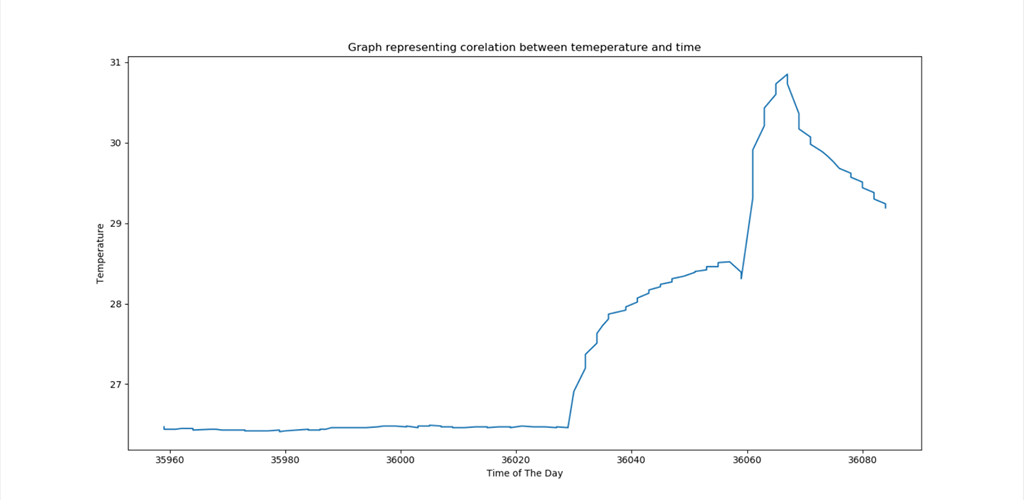 Graph representing corelation between temeperature and time
31
30
29
28
27
Temperature
35960 35980 36000 36020 36040 36060 36080
Time of The Day